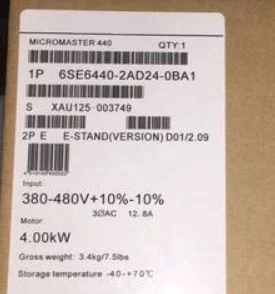 MICROMASTER 440 QTY:1
1P 6SE6440-2AD24-0BA1
S XAU125-003749
2P E E-STAND(VERSION) D01/2.09
Input:
380-480V+10%-10%
3ØAC 12.8A
Motor:
4.00kW
Gross weight: 3.4kg/7.5lbs
Storage temperature -40-+70℃